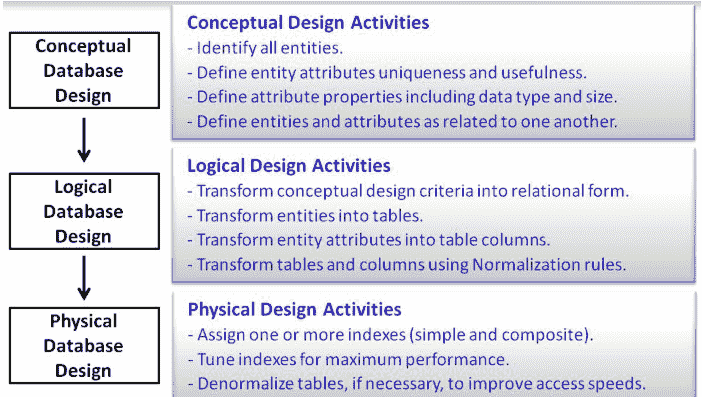 Conceptual
Database
Design
Conceptual Design Activities
- Identify all entities.
- Define entity attributes uniqueness and usefulness.
- Define attribute properties including data type and size.
- Define entities and attributes as related to one another.
Logical
Database
Design
Logical Design Activities
- Transform conceptual design criteria into relational form.
- Transform entities into tables.
- Transform entity attributes into table columns.
- Transform tables and columns using Normalization rules.
Physical
Database
Design
Physical Design Activities
- Assign one or more indexes (simple and composite).
- Tune indexes for maximum performance.
- Denormalize tables, if necessary, to improve access speeds.